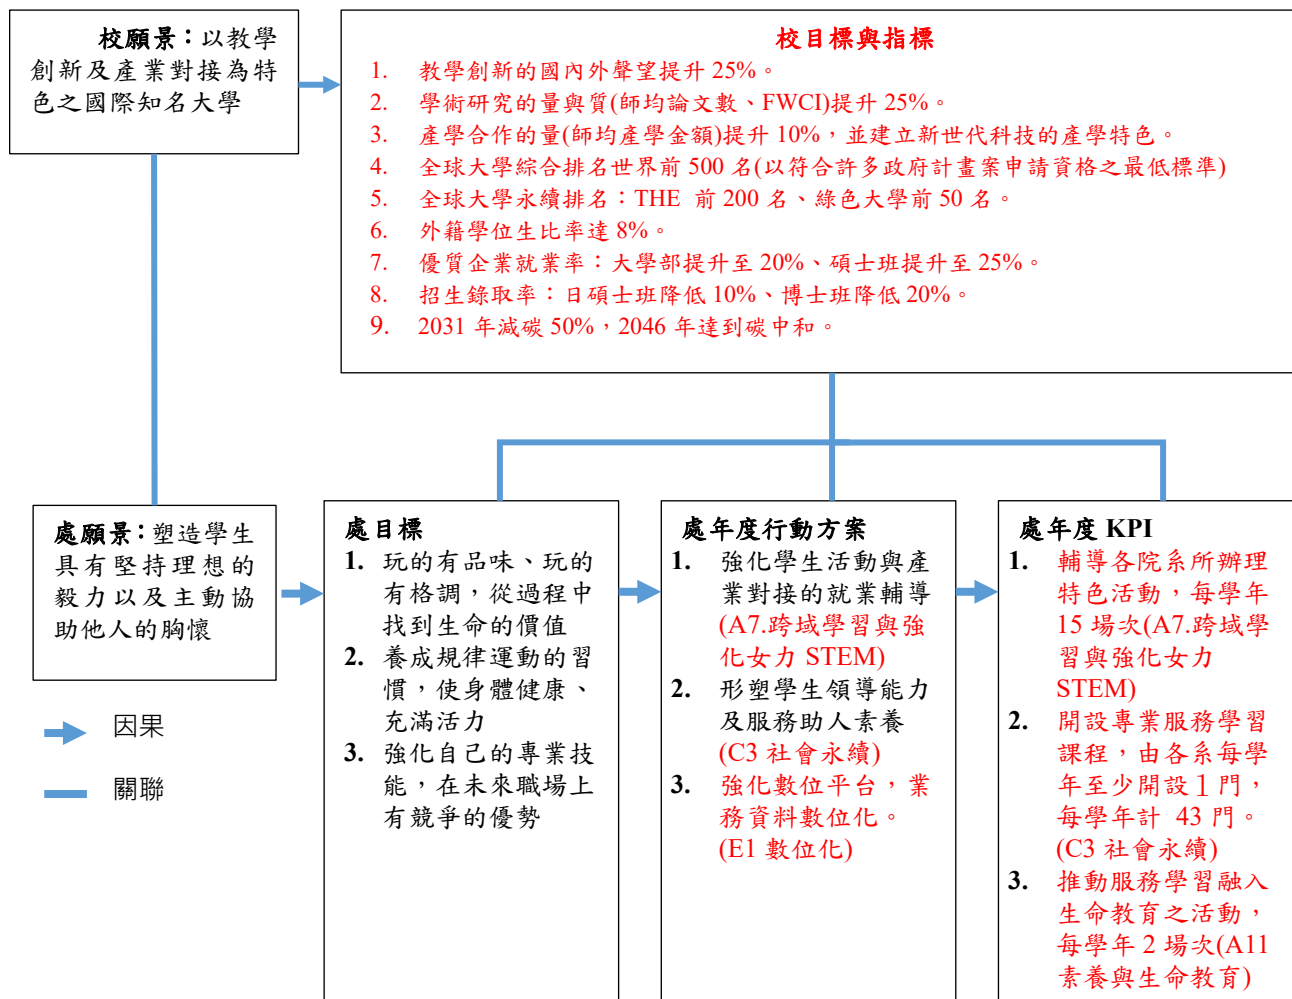 校願景：以教學
創新及產業對接為特
色之國際知名大學
校目標與指標
1. 教學創新的國內外聲望提升 25%。
2. 學術研究的量與質(師均論文數、FWCI)提升 25%。
3. 產學合作的量(師均產學金額)提升 10%，並建立新世代科技的產學特色。
4. 全球大學綜合排名世界前 500 名(以符合許多政府計畫案申請資格之最低標準)
5. 全球大學永續排名：THE 前 200 名、綠色大學前 50 名。
6. 外籍學位生比率達 8%。
7. 優質企業就業率：大學部提升至 20%、碩士班提升至 25%。
8. 招生錄取率：日碩士班降低 10%、博士班降低 20%。
9. 2031 年減碳 50%，2046 年達到碳中和。
處願景：塑造學生
具有堅持理想的
毅力以及主動協
助他人的胸懷
因果
關聯
處目標
1. 玩的有品味、玩的
有格調，從過程中
找到生命的價值
2. 養成規律運動的習
慣，使身體健康、
充滿活力
3. 強化自己的專業技
能，在未來職場上
有競爭的優勢
處年度行動方案
1. 強化學生活動與產
業對接的就業輔導
(A7.跨域學習與強
化女力 STEM)
2. 形塑學生領導能力
及服務助人素養
(C3 社會永續)
3. 強化數位平台，業
務資料數位化。
(E1 數位化)
處年度 KPI
1. 輔導各院系所辦理
特色活動，每學年
15 場次(A7.跨域學
習與強化女力
STEM)
2. 開設專業服務學習
課程，由各系每學
年至少開設 1 門，
每學年計 43 門。
(C3 社會永續)
3. 推動服務學習融入
生命教育之活動，
每學年 2 場次(A11
素養與生命教育)